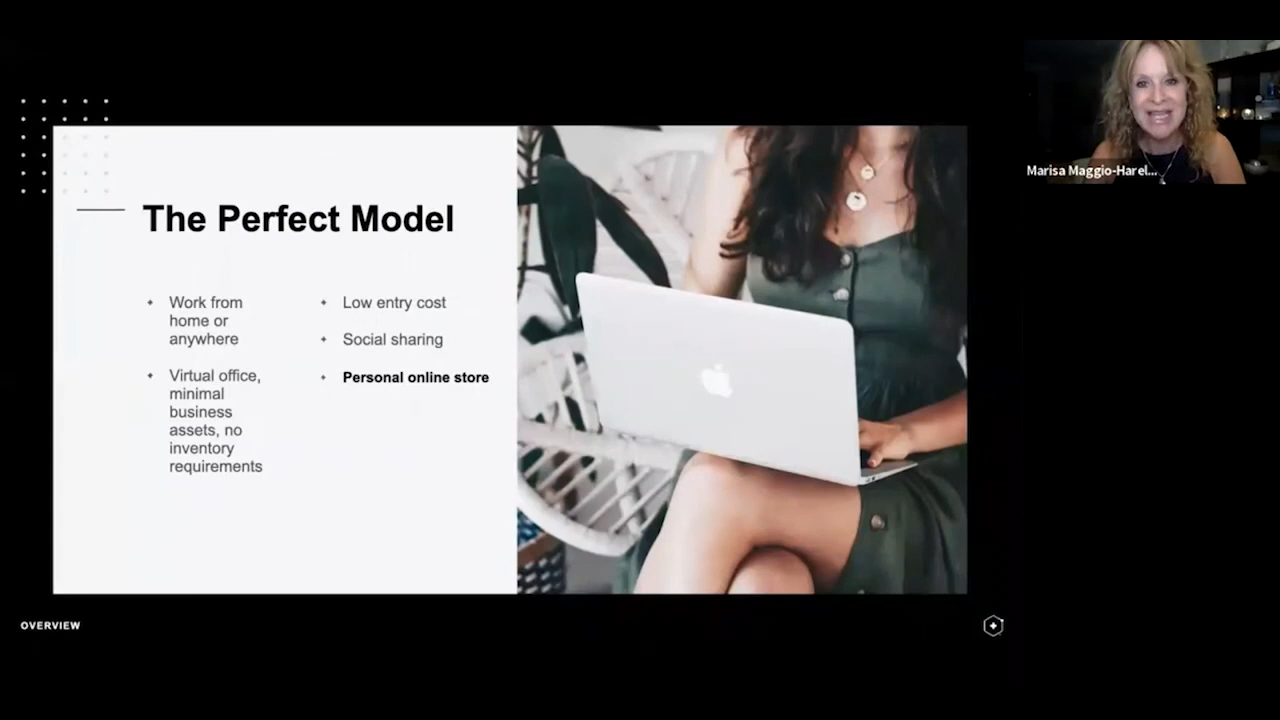 Marisa Maggio-Harel...
The Perfect Model
Work from
home or
anywhere
Virtual office,
minimal
business
assets, no
inventory
requirements
Low entry cost
Social sharing
Personal online store
OVERVIEW